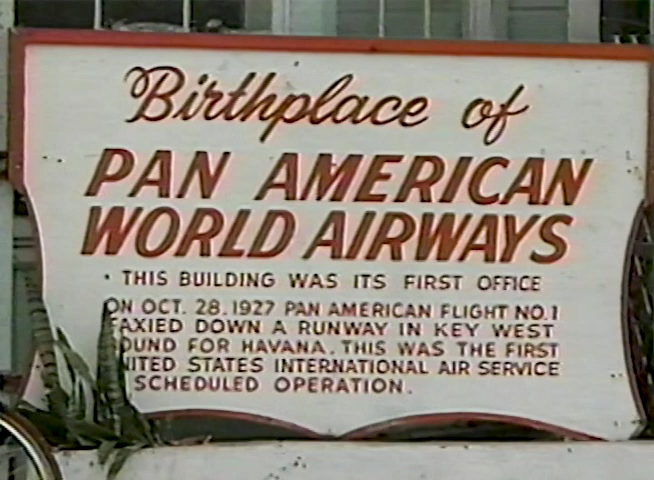 Birthplace of
PAN AMERICAN
WORLD AIRWAYS
• THIS BUILDING WAS ITS FIRST OFFICE
ON OCT. 28. 1927 PAN AMERICAN FLIGHT NO. 1
TAXIED DOWN A RUNWAY IN KEY WEST
BOUND FOR HAVANA. THIS WAS THE FIRST
UNITED STATES INTERNATIONAL AIR SERVICE
SCHEDULED OPERATION.